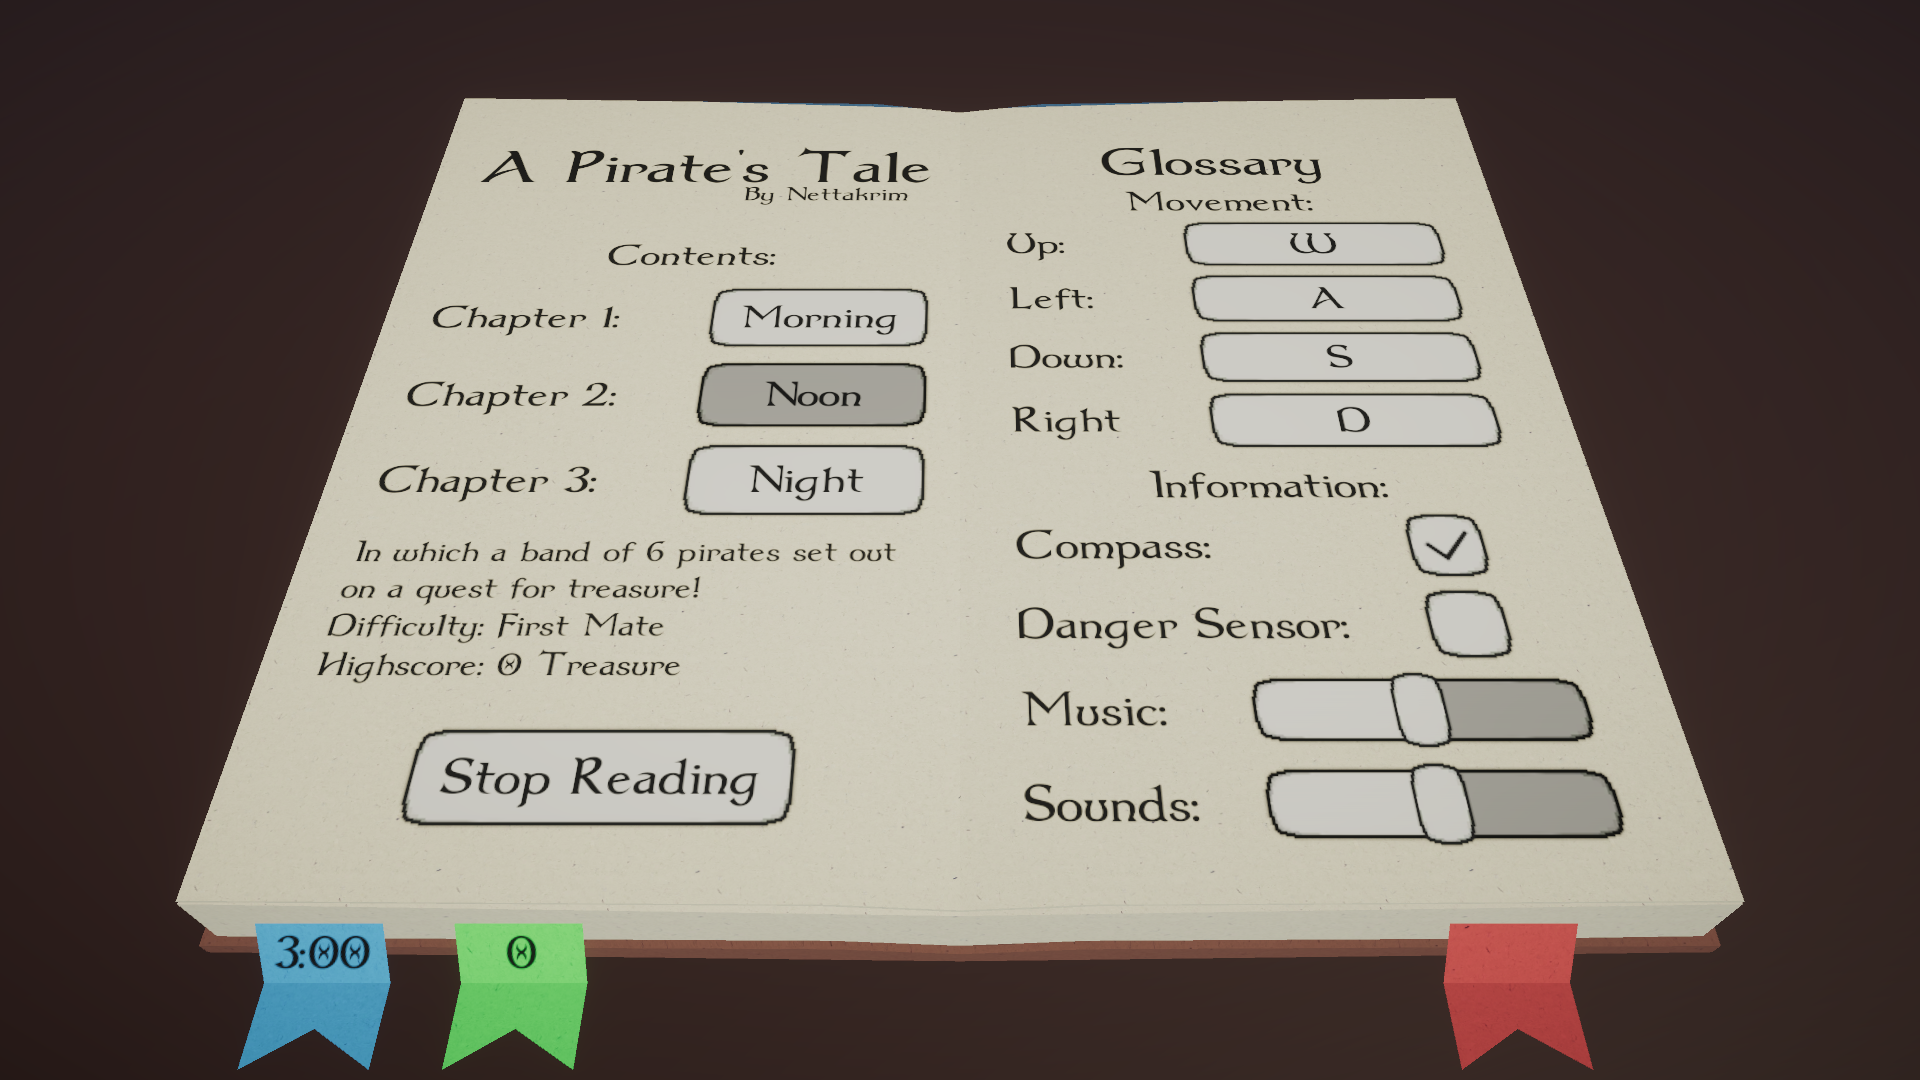 A Pirate's Tale
By Nettakrim
Contents:
Chapter 1: Morning
Chapter 2: Noon
Chapter 3: Night
In which a band of 6 pirates set out
on a quest for treasure!
Difficulty: First Mate
Highscore: 0 Treasure
Stop Reading
Glossary
Movement:
Up: W
Left: A
Down: S
Right D
Information:
Compass:
Danger Sensor:
Music:
Sounds:
3:00
0